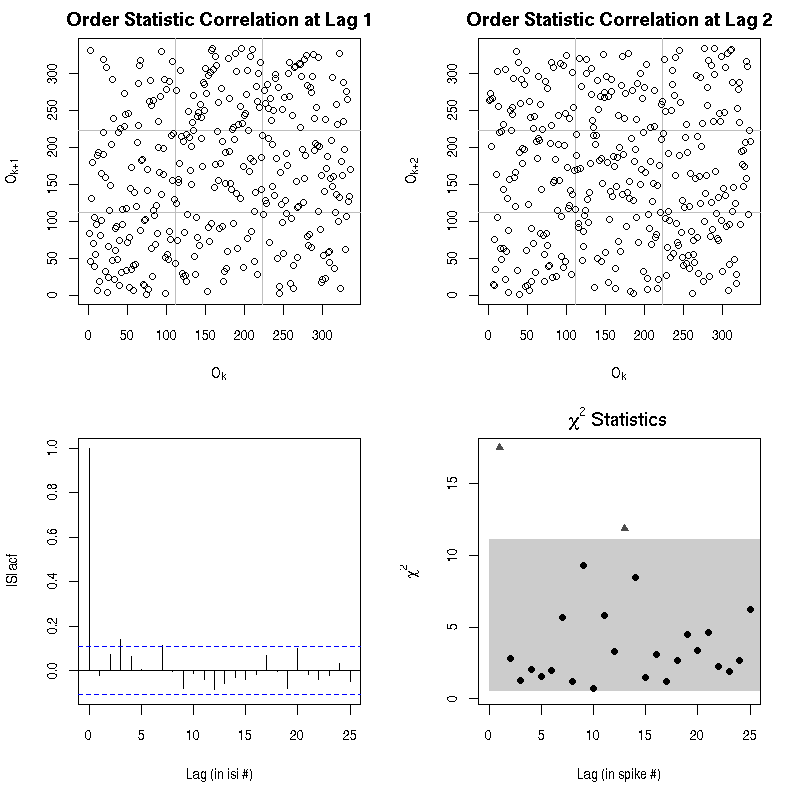 Order Statistic Correlation at Lag 1
O k+1
0 50 100 150 200 250 300
0 50 100 150 200 250 300
O k
Order Statistic Correlation at Lag 2
O k+2
0 50 100 150 200 250 300
0 50 100 150 200 250 300
O k
ISI acf
0.0 0.2 0.4 0.6 0.8 1.0
0 5 10 15 20 25
Lag (in isi #)
χ² Statistics
χ²
0 5 10 15
0 5 10 15 20 25
Lag (in spike #)